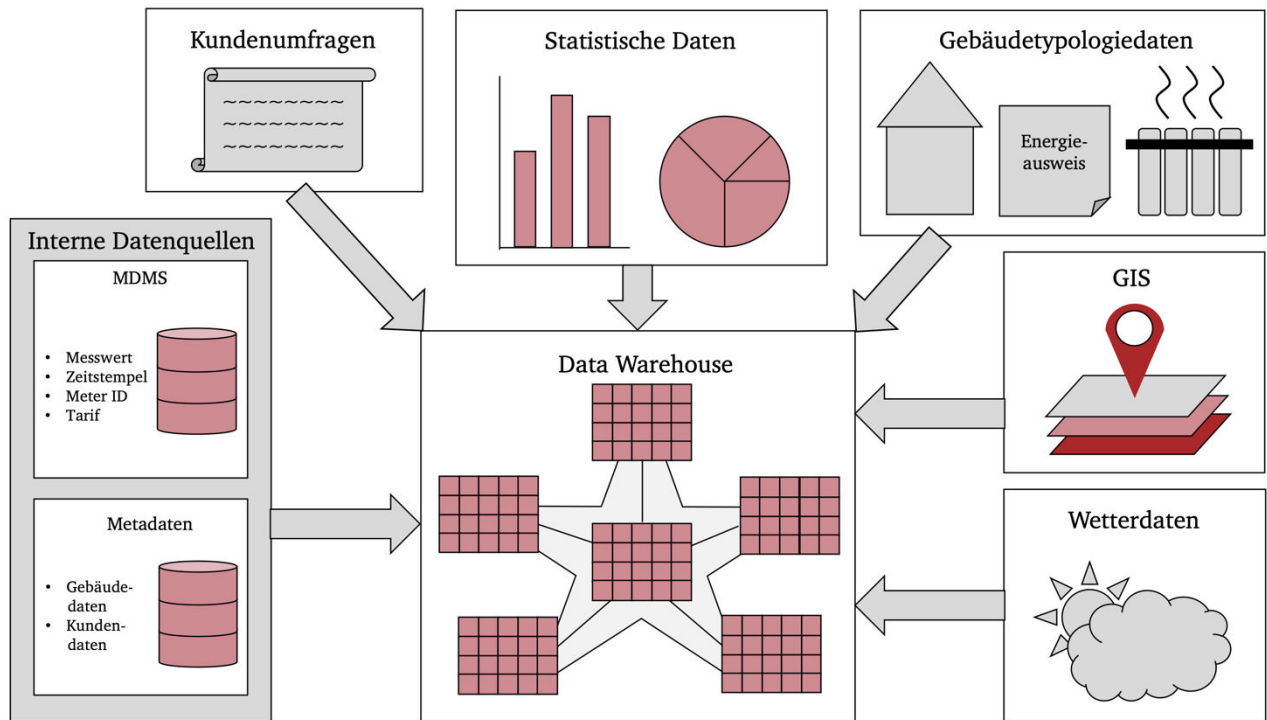 Kundenumfragen
Statistische Daten
Gebäudetypologiedaten
Energie-
ausweis
Interne Datenquellen
MDMS
• Messwert
• Zeitstempel
• Meter ID
• Tarif
Metadaten
• Gebäude-
daten
• Kunden-
daten
Data Warehouse
GIS
Wetterdaten